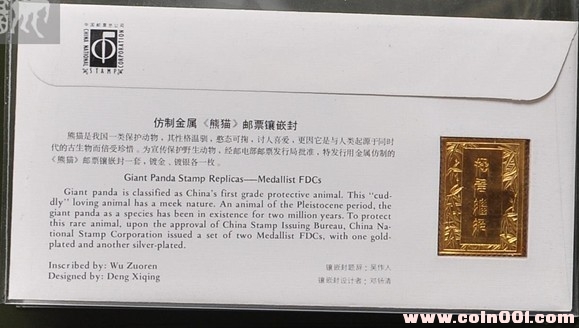 中国邮票总公司
CHINA NATIONAL
STAMP
CORPORATION
仿制金属《熊猫》邮票镶嵌封
熊猫是我国一类保护动物，其性格温驯，憨态可掬，讨人喜爱，更因它是与人类起源于同时
代的古生物而倍受珍惜。为宣传保护野生动物，经邮电部邮票发行局批准，特发行用金属仿制的
《熊猫》邮票镶嵌封一套，镀金、镀银各一枚。
Giant Panda Stamp Replicas—Medallist FDCs
Giant panda is classified as China's first grade protective animal. This "cud-
dly" loving animal has a meek nature. An animal of the Pleistocene period, the
giant panda as a species has been in existence for two million years. To protect
this rare animal, upon the approval of China Stamp Issuing Bureau, China Na-
tional Stamp Corporation issued a set of two Medallist FDCs, with one gold-
plated and another silver-plated.
Inscribed by: Wu Zuoren
Designed by: Deng Xiqing
镶嵌封题辞：吴作人
镶嵌封设计者：邓锡清
www.coin001.com